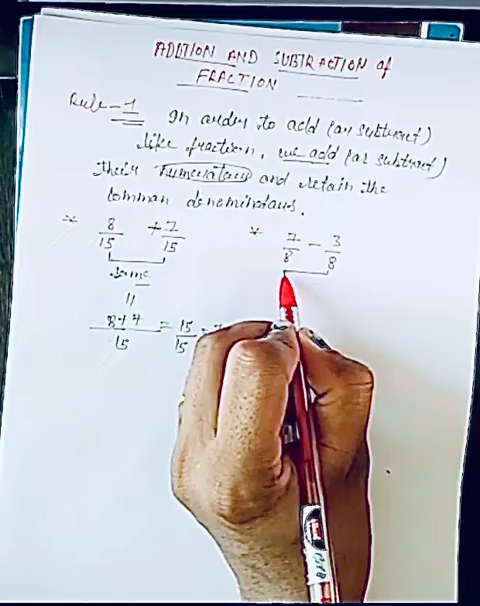 ADDTION AND SUBTRACTION of
FRACTION
Rule-1 In order to add (or subtract)
like fraction, we add (or subtract)
their numerators and retain the
common denominators.
* 8/15 + 7/15 * 7/8 - 3/8
same
||
8+7/15 = 15/15 =